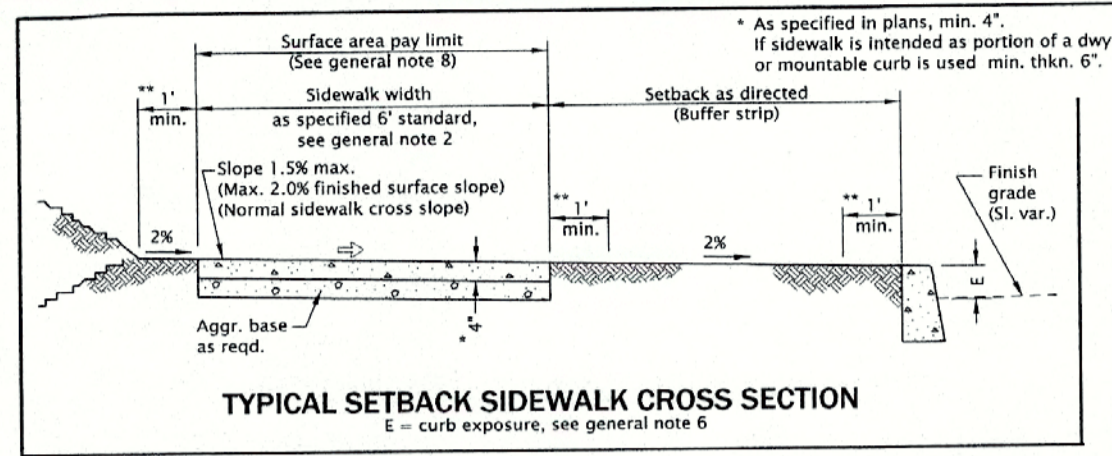 * As specified in plans, min. 4".
If sidewalk is intended as portion of a dwy
or mountable curb is used min. thkn. 6".
Surface area pay limit
(See general note 8)
** 1'
min.
Sidewalk width
as specified 6' standard,
see general note 2
Setback as directed
(Buffer strip)
Slope 1.5% max.
(Max. 2.0% finished surface slope)
(Normal sidewalk cross slope)
** 1'
min.
** 1'
min.
Finish
grade
(Sl. var.)
2%
2%
E
* 4"
Aggr. base
as reqd.
TYPICAL SETBACK SIDEWALK CROSS SECTION
E = curb exposure, see general note 6